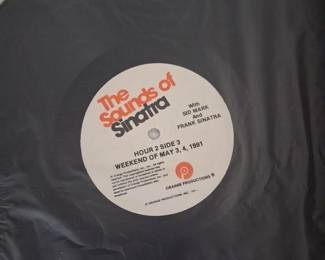 The
Sounds of
Sinatra
With
SID MARK
And
FRANK SINATRA
HOUR 2 SIDE 3
WEEKEND OF MAY 3, 4, 1991
ORANGE PRODUCTIONS ®